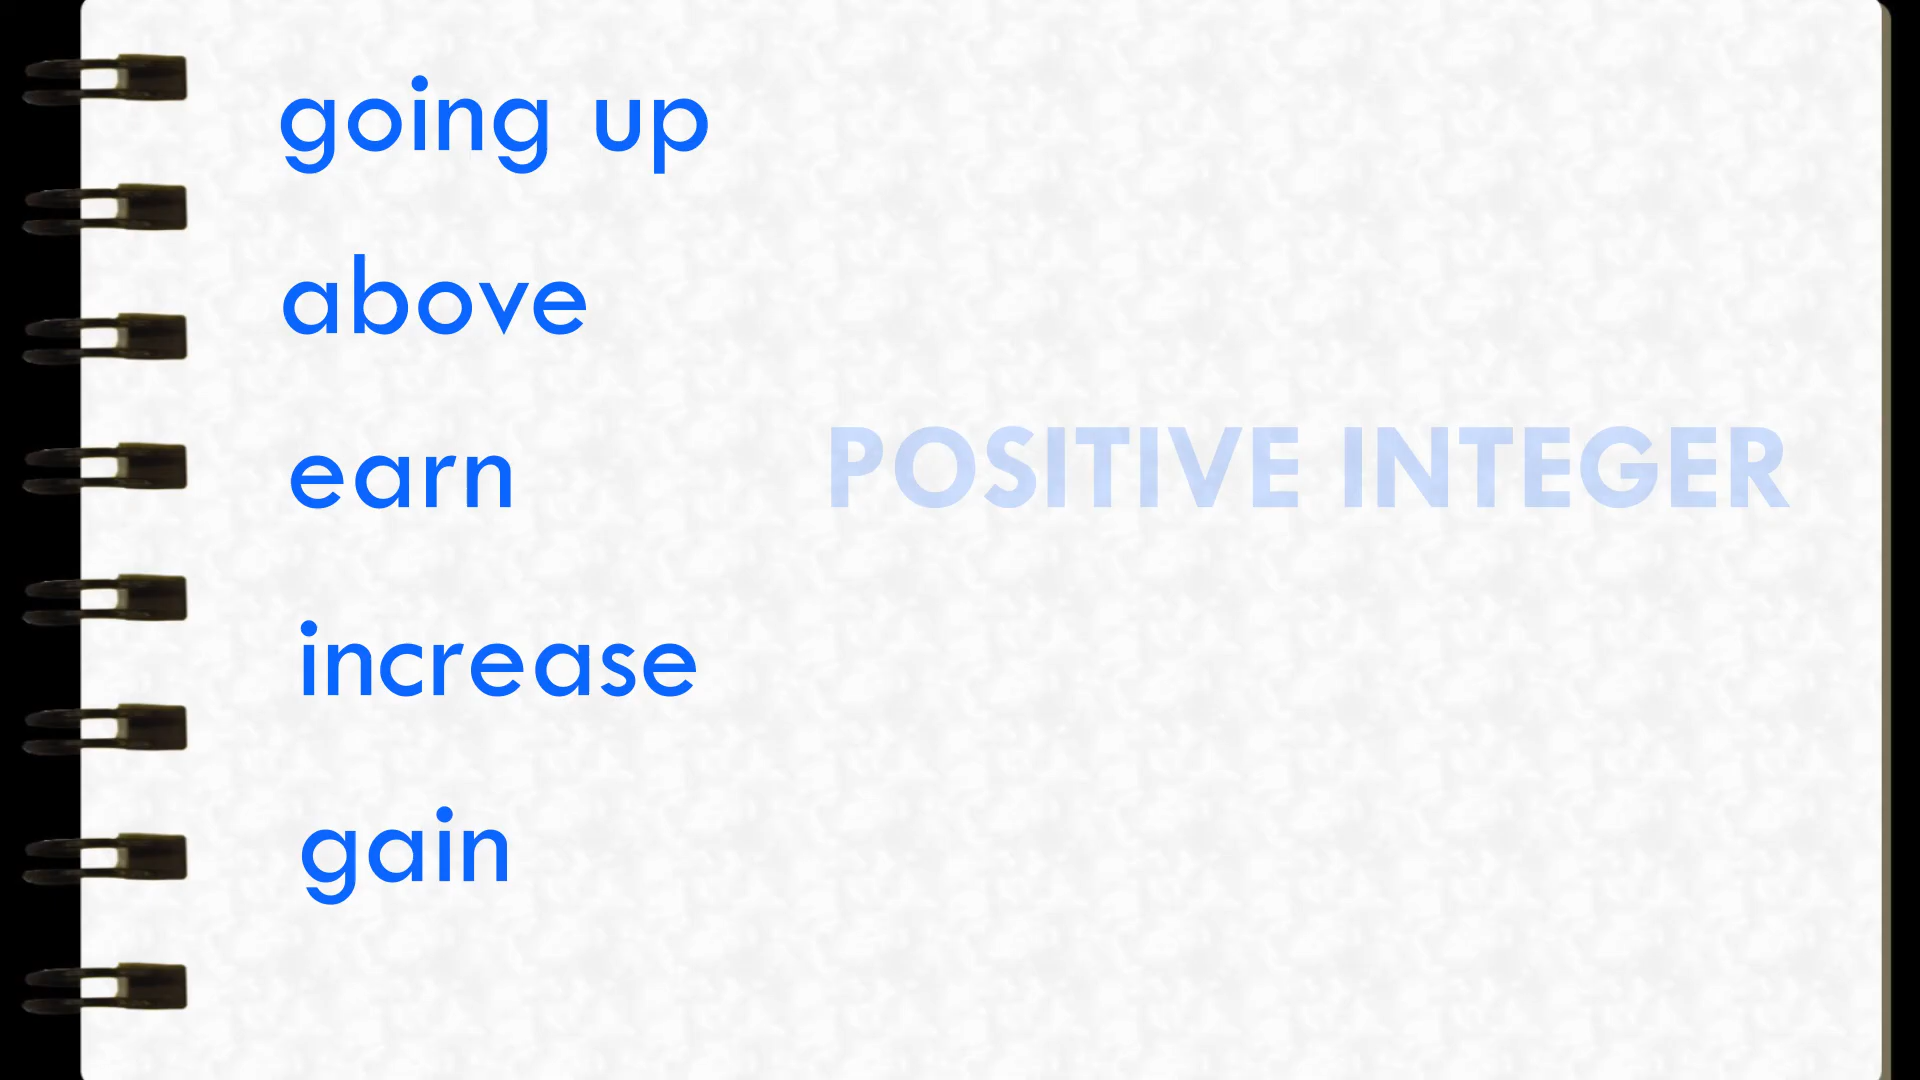 going up
above
earn
POSITIVE INTEGER
increase
gain